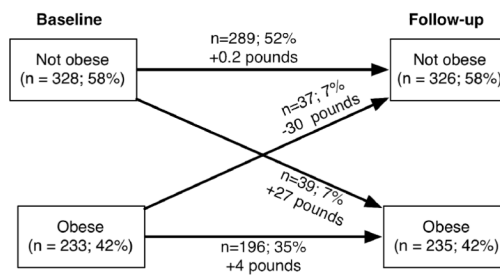 Baseline
Follow-up
Not obese
(n = 328; 58%)
n=289; 52%
+0.2 pounds
Not obese
(n = 326; 58%)
n=37; 7%
-30 pounds
n=39; 7%
+27 pounds
Obese
(n = 233; 42%)
n=196; 35%
+4 pounds
Obese
(n = 235; 42%)